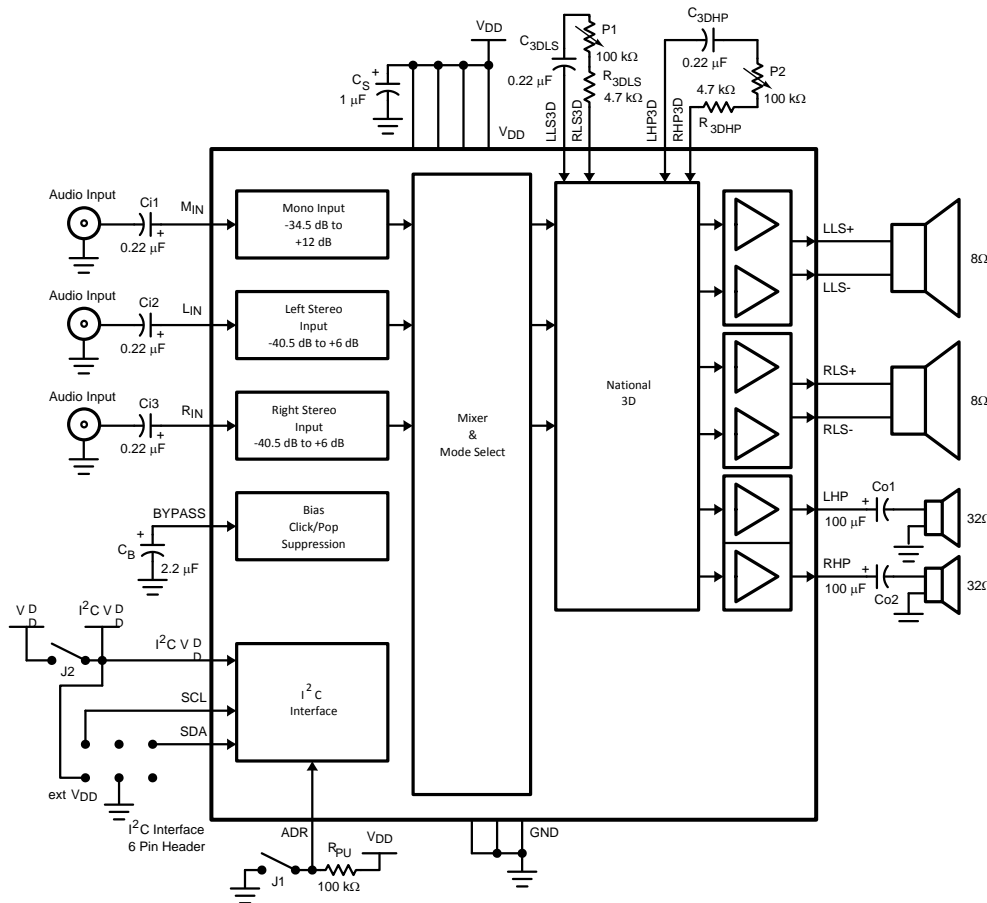 VDD
CS +
1 µF
VDD
C3DLS
0.22 µF
P1
100 kΩ
R3DLS
4.7 kΩ
C3DHP
0.22 µF
P2
100 kΩ
4.7 kΩ
R3DHP
LLS3D
RLS3D
LHP3D
RHP3D
Audio Input
Ci1
+
0.22 µF
MIN
Mono Input
-34.5 dB to
+12 dB
Audio Input
Ci2
+
0.22 µF
LIN
Left Stereo
Input
-40.5 dB to +6 dB
Audio Input
Ci3
+
0.22 µF
RIN
Right Stereo
Input
-40.5 dB to +6 dB
BYPASS
+
CB
2.2 µF
Bias
Click/Pop
Suppression
Mixer
&
Mode Select
National
3D
LLS+
LLS-
8Ω
RLS+
RLS-
8Ω
LHP
+
Co1
100 µF
32Ω
RHP
+
100 µF
Co2
32Ω
VDD
I2C VDD
J2
I2C VDD
SCL
SDA
I2C
Interface
ext VDD
I2C Interface
6 Pin Header
ADR
J1
RPU
100 kΩ
VDD
GND